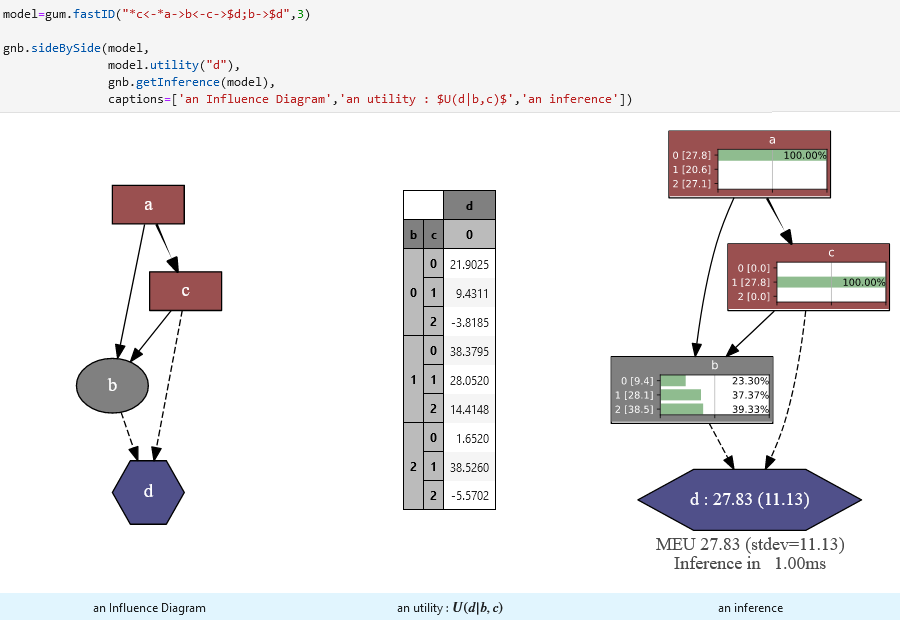 model=gum.fastID("*c<-*a->b<-c->$d;b->$d",3)
gnb.sideBySide(model,
model.utility("d"),
gnb.getInference(model),
captions=['an Influence Diagram','an utility : $U(d|b,c)$','an inference'])
a
c
b
d
d
b c 0
0 0 21.9025
1 9.4311
2 -3.8185
1 0 38.3795
1 28.0520
2 14.4148
2 0 1.6520
1 38.5260
2 -5.5702
a
0 [27.8] 100.00%
1 [20.6]
2 [27.1]
c
0 [0.0]
1 [27.8] 100.00%
2 [0.0]
b
0 [9.4] 23.30%
1 [28.1] 37.37%
2 [38.5] 39.33%
d : 27.83 (11.13)
MEU 27.83 (stdev=11.13)
Inference in 1.00ms
an Influence Diagram
an utility : U(d|b, c)
an inference